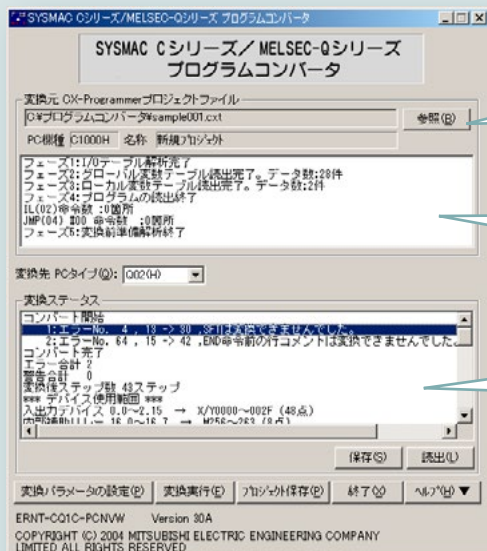 SYSMAC Cシリーズ/MELSEC-Qシリーズ プログラムコンバータ
SYSMAC Cシリーズ/ MELSEC-Qシリーズ
プログラムコンバータ
変換元 CX-Programmerプロジェクトファイル
C:¥プログラムコンバータ¥sample001.cxt
参照(B)
PC機種 C1000H 名称 新規プロジェクト
フェーズ1:I/Oテーブル解析完了
フェーズ2:グローバル変数テーブル読出完了。データ数:28件
フェーズ3:ローカル変数テーブル読出完了。データ数:2件
フェーズ4:プログラムの読出終了
IL(02)命令数 :0箇所
JMP(04) #00 命令数 :0箇所
フェーズ5:変換前準備解析終了
変換先 PCタイプ(Q): Q02(H)
変換ステータス
コンバート開始
1:エラーNo. 4 , 13 -> 30 ,SFTは変換できませんでした。
2:エラーNo. 64 , 15 -> 42 ,END命令前の行コメントは変換できませんでした。
コンバート完了
エラー合計 2
警告合計 0
変換後ステップ数 43ステップ
*** デバイス使用範囲 ***
入出力デバイス 0.0~2.15 → X/Y0000~002F (48点)
内部補助リレー 16.0~16.7 → M256~263 (8点)
保存(S)
読出(L)
変換パラメータの設定(P)
変換実行(E)
プロジェクト保存(P)
終了(X)
ヘルプ(H) ▼
ERNT-CQ1C-PCNVW Version 30A
COPYRIGHT (C) 2004 MITSUBISHI ELECTRIC ENGINEERING COMPANY
LIMITED ALL RIGHTS RESERVED